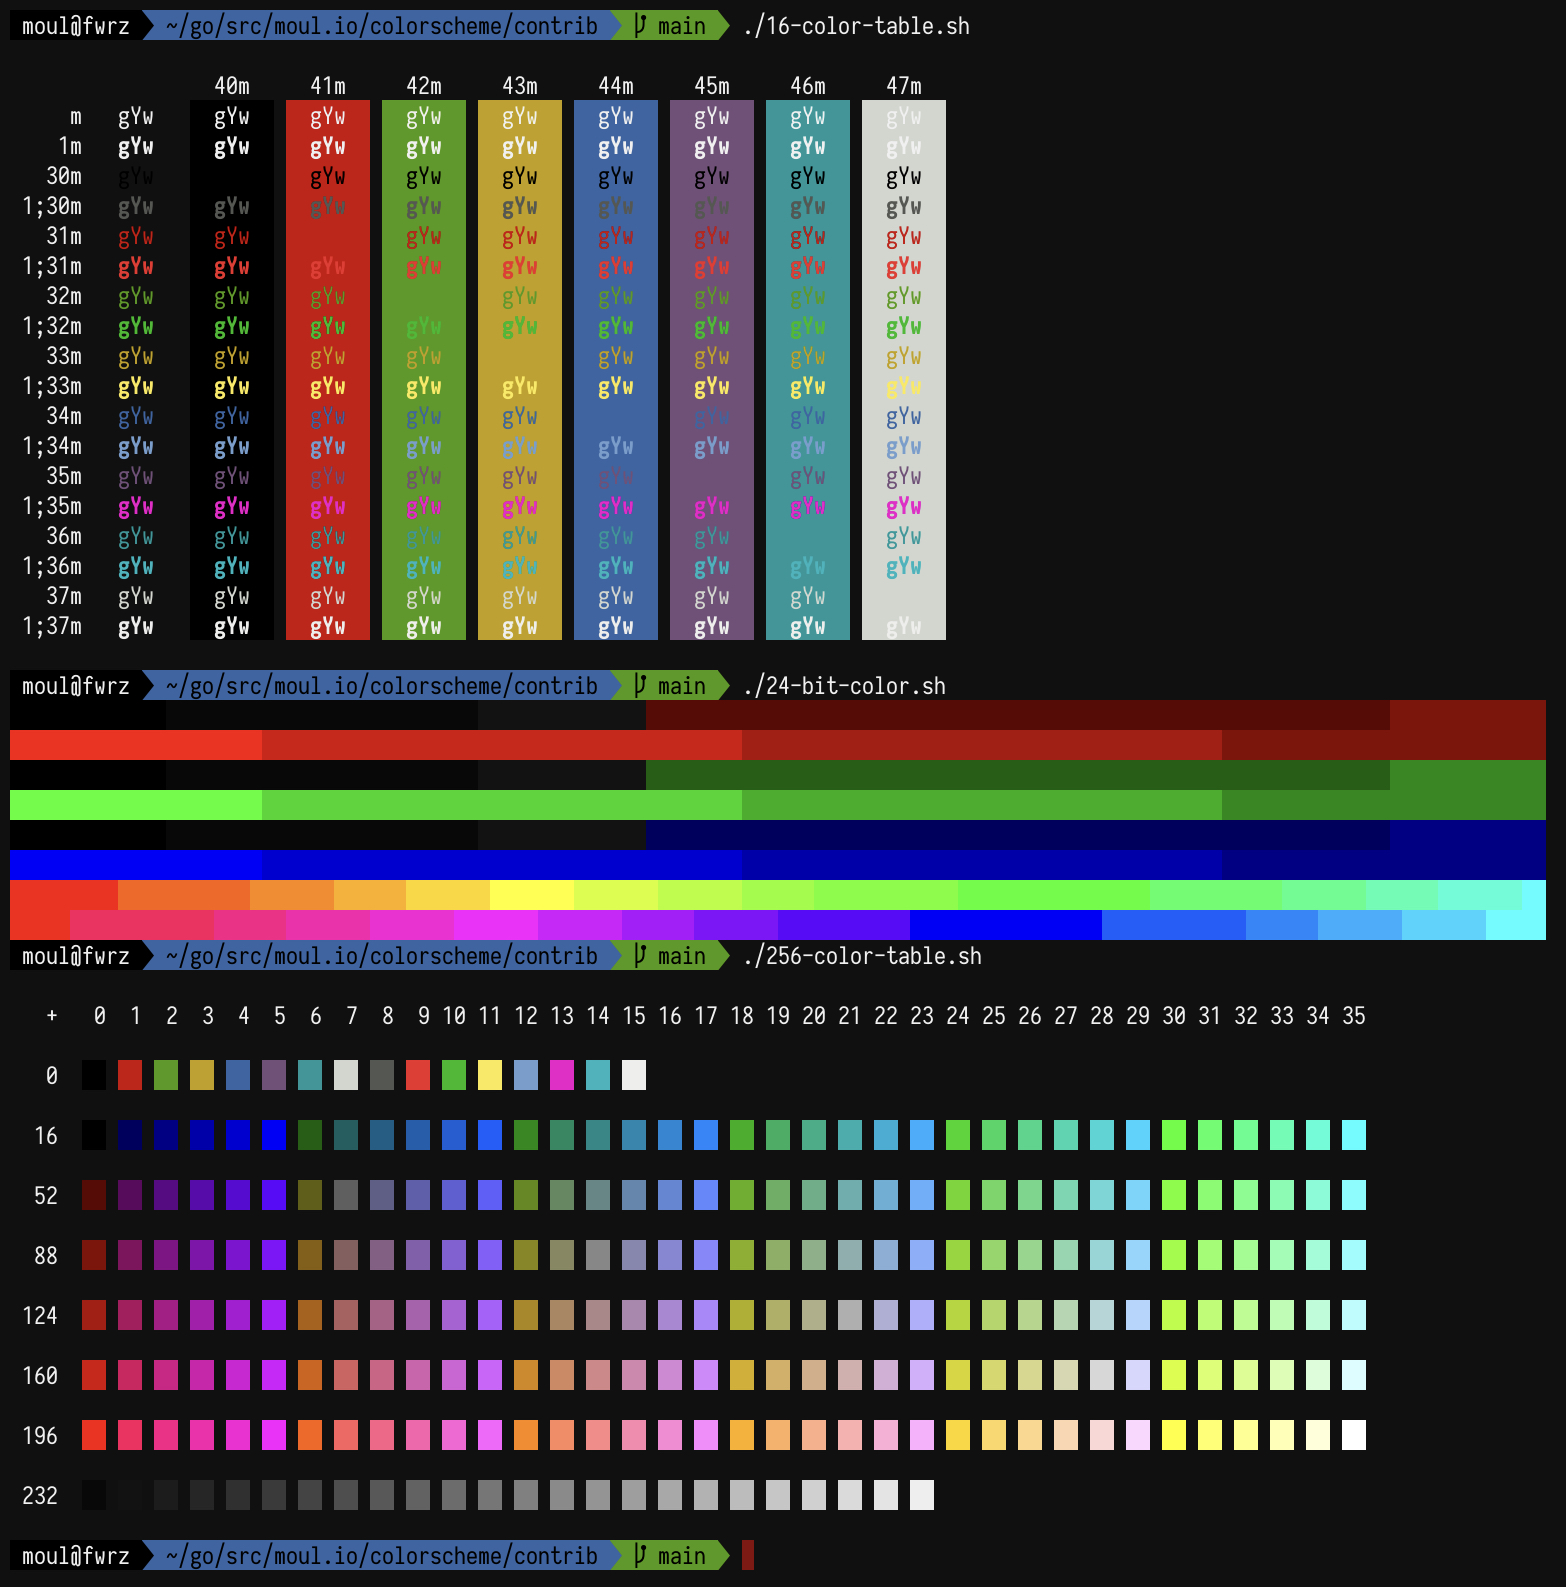 moul@fwrz ~/go/src/moul.io/colorscheme/contrib main ./16-color-table.sh
40m 41m 42m 43m 44m 45m 46m 47m
m gYw gYw gYw gYw gYw gYw gYw gYw gYw
1m gYw gYw gYw gYw gYw gYw gYw gYw gYw
30m gYw gYw gYw gYw gYw gYw gYw gYw
1;30m gYw gYw gYw gYw gYw gYw gYw gYw gYw
31m gYw gYw gYw gYw gYw gYw gYw gYw
1;31m gYw gYw gYw gYw gYw gYw gYw gYw gYw
32m gYw gYw gYw gYw gYw gYw gYw gYw
1;32m gYw gYw gYw gYw gYw gYw gYw gYw gYw
33m gYw gYw gYw gYw gYw gYw gYw gYw
1;33m gYw gYw gYw gYw gYw gYw gYw gYw gYw
34m gYw gYw gYw gYw gYw gYw gYw gYw
1;34m gYw gYw gYw gYw gYw gYw gYw gYw gYw
35m gYw gYw gYw gYw gYw gYw gYw gYw
1;35m gYw gYw gYw gYw gYw gYw gYw gYw gYw
36m gYw gYw gYw gYw gYw gYw gYw gYw
1;36m gYw gYw gYw gYw gYw gYw gYw gYw gYw
37m gYw gYw gYw gYw gYw gYw gYw gYw
1;37m gYw gYw gYw gYw gYw gYw gYw gYw gYw
moul@fwrz ~/go/src/moul.io/colorscheme/contrib main ./24-bit-color.sh
moul@fwrz ~/go/src/moul.io/colorscheme/contrib main ./256-color-table.sh
+ 0 1 2 3 4 5 6 7 8 9 10 11 12 13 14 15 16 17 18 19 20 21 22 23 24 25 26 27 28 29 30 31 32 33 34 35
0
16
52
88
124
160
196
232
moul@fwrz ~/go/src/moul.io/colorscheme/contrib main